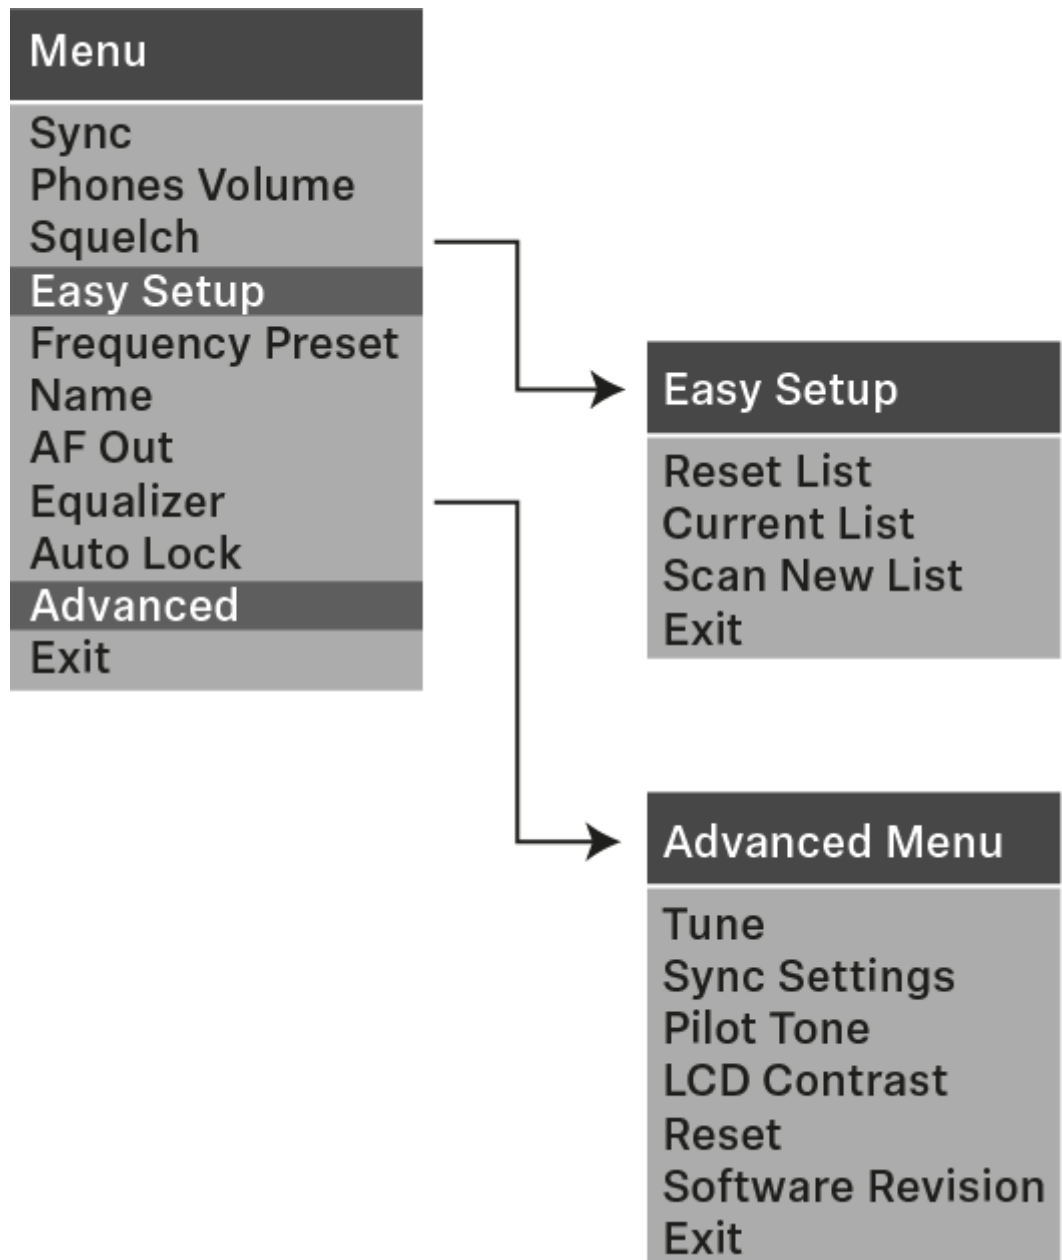 Menu
Sync
Phones Volume
Squelch
Easy Setup
Frequency Preset
Name
AF Out
Equalizer
Auto Lock
Advanced
Exit
Easy Setup
Reset List
Current List
Scan New List
Exit
Advanced Menu
Tune
Sync Settings
Pilot Tone
LCD Contrast
Reset
Software Revision
Exit